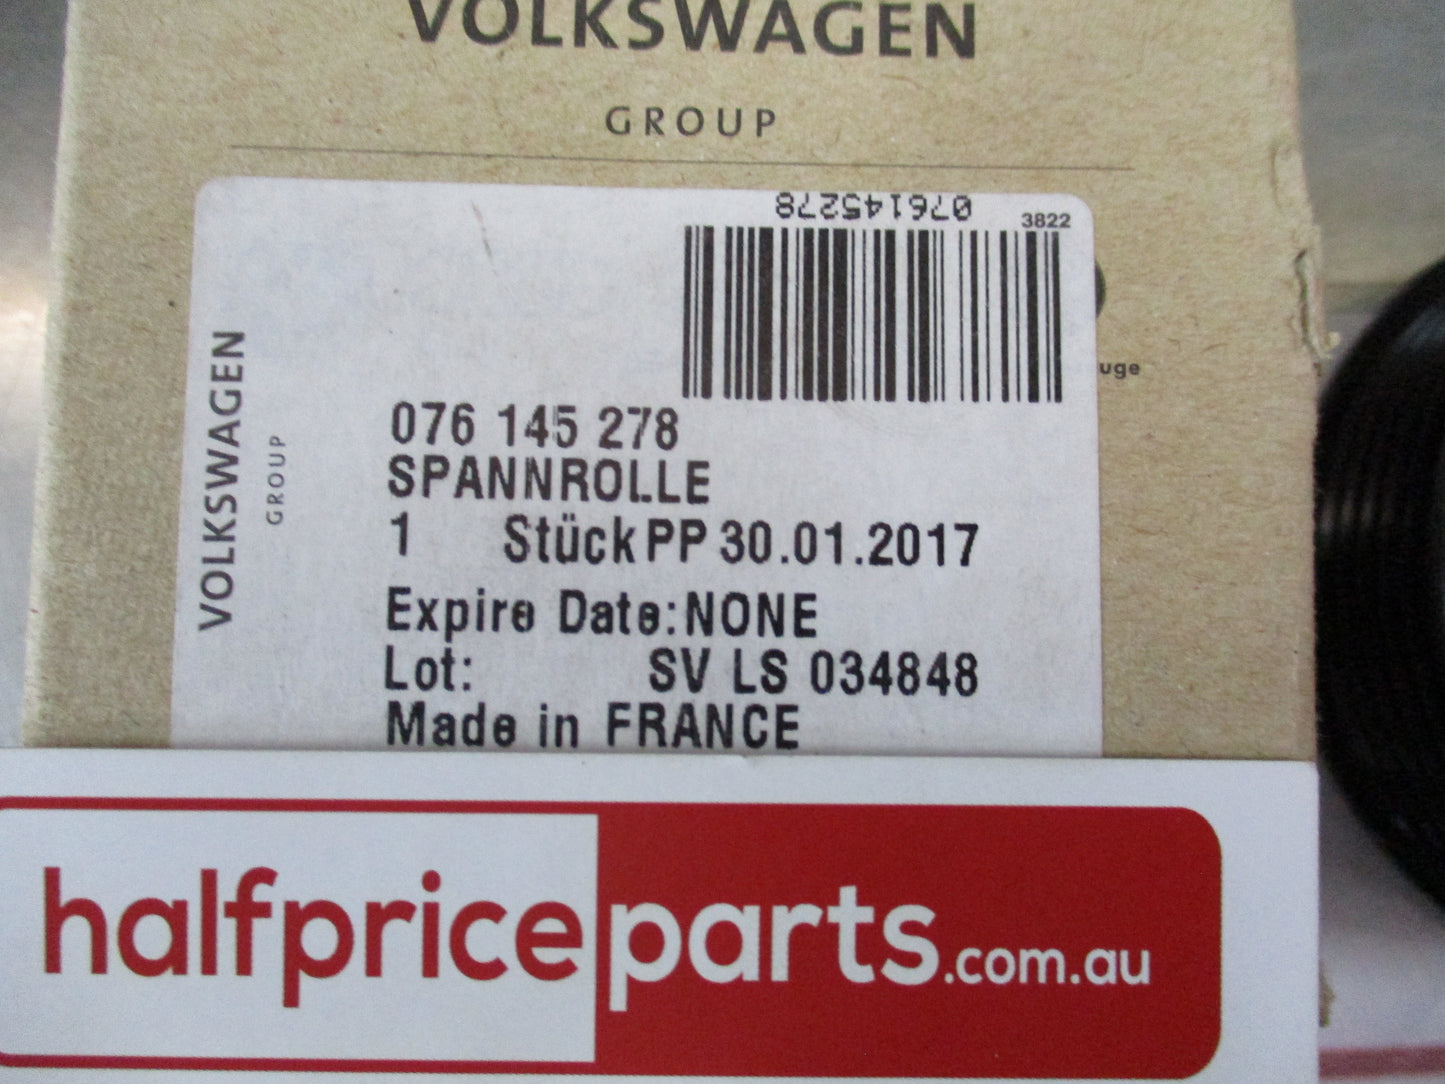 VOLKSWAGEN
GROUP
076145278
3822
uge
VOLKSWAGEN
GROUP
076 145 278
SPANNROLLE
1 Stück PP 30.01.2017
Expire Date:NONE
Lot: SV LS 034848
Made in FRANCE
halfpriceparts.com.au